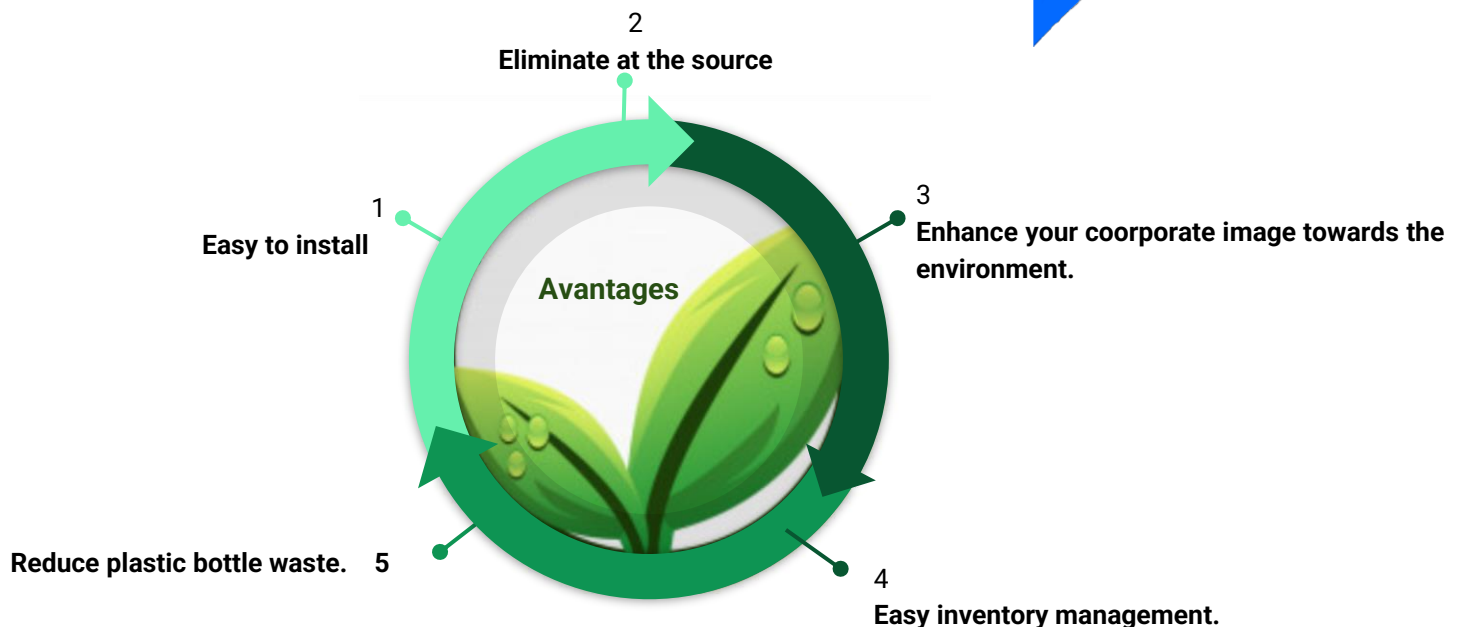 2
Eliminate at the source
1
Easy to install
3
Enhance your coorporate image towards the
environment.
Avantages
Reduce plastic bottle waste. 5
4
Easy inventory management.